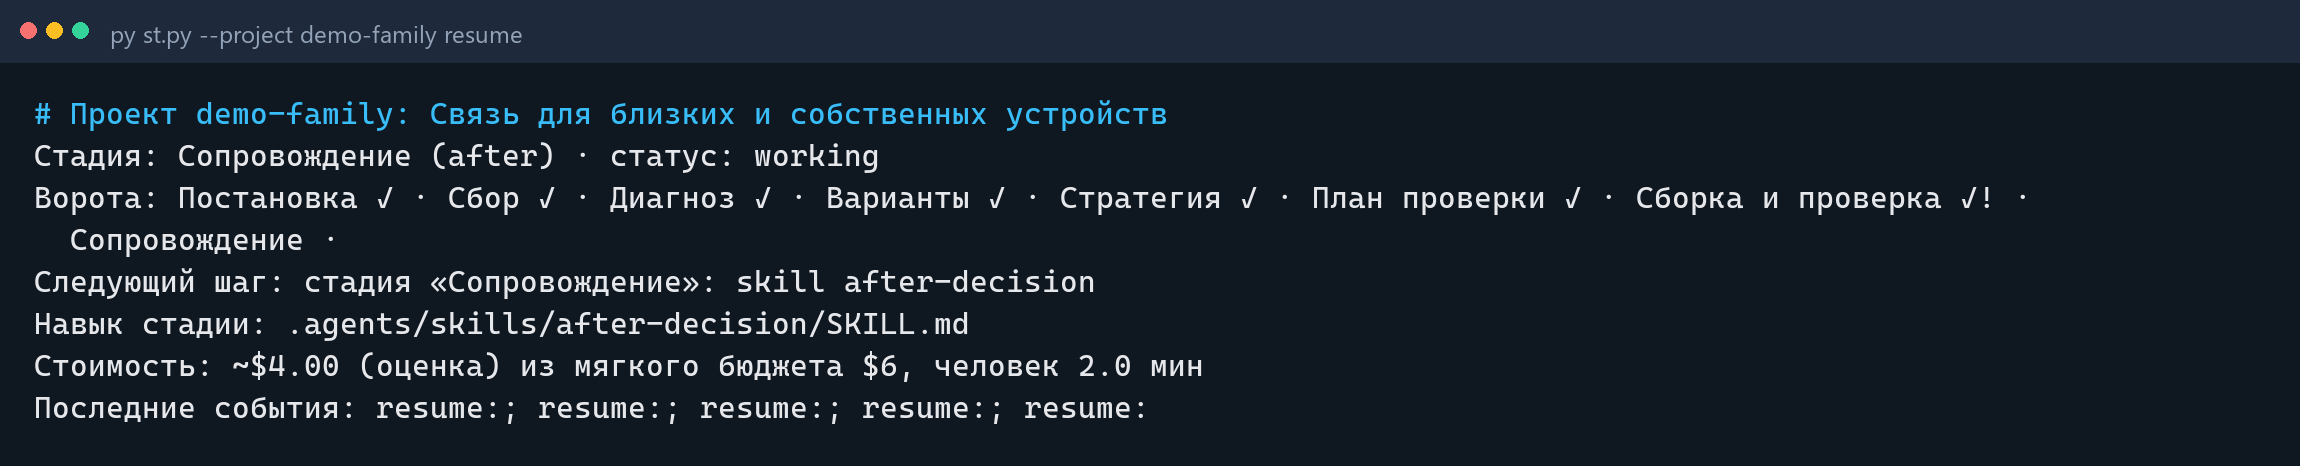 py st.py --project demo-family resume
# Проект demo-family: Связь для близких и собственных устройств
Стадия: Сопровождение (after) · статус: working
Ворота: Постановка ✓ · Сбор ✓ · Диагноз ✓ · Варианты ✓ · Стратегия ✓ · План проверки ✓ · Сборка и проверка ✓! ·
Сопровождение ·
Следующий шаг: стадия «Сопровождение»: skill after-decision
Навык стадии: .agents/skills/after-decision/SKILL.md
Стоимость: ~$4.00 (оценка) из мягкого бюджета $6, человек 2.0 мин
Последние события: resume:; resume:; resume:; resume:; resume: